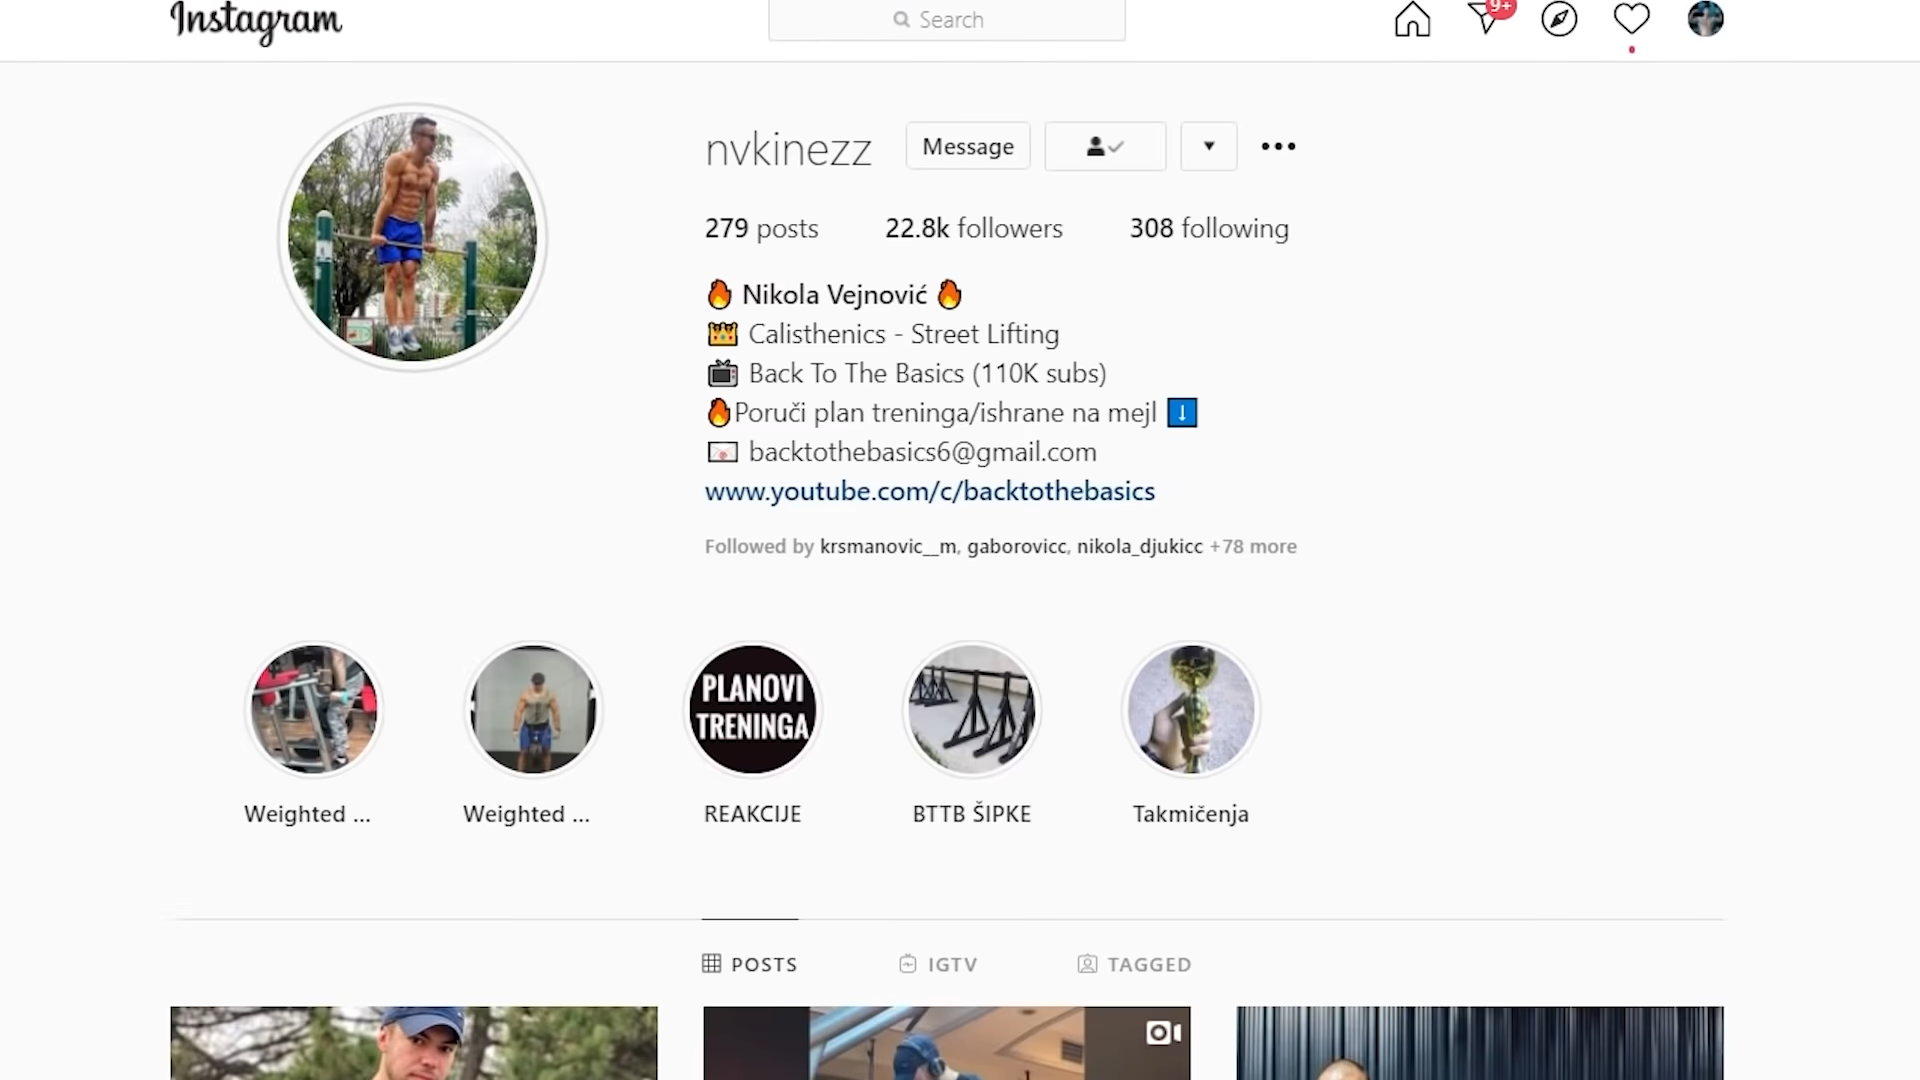 Instagram
Search
9+
nvkinezz
Message
279 posts
22.8k followers
308 following
Nikola Vejnović
Calisthenics - Street Lifting
Back To The Basics (110K subs)
Poruči plan treninga/ishrane na mejl
backtothebasics6@gmail.com
www.youtube.com/c/backtothebasics
Followed by krsmanovic__m, gaborovicc, nikola_djukicc +78 more
PLANOVI
TRENINGA
Weighted ...
Weighted ...
REAKCIJE
BTTB ŠIPKE
Takmičenja
POSTS
IGTV
TAGGED